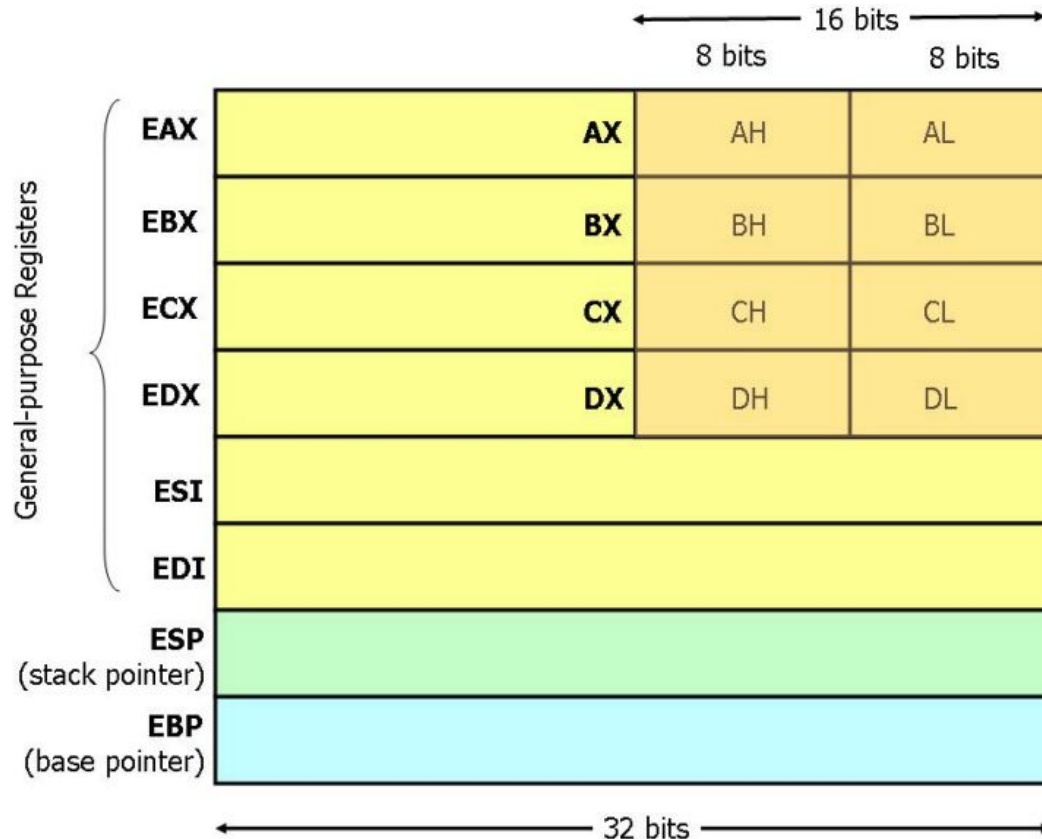 16 bits
8 bits 8 bits
General-purpose Registers
EAX AX AH AL
EBX BX BH BL
ECX CX CH CL
EDX DX DH DL
ESI
EDI
ESP
(stack pointer)
EBP
(base pointer)
32 bits